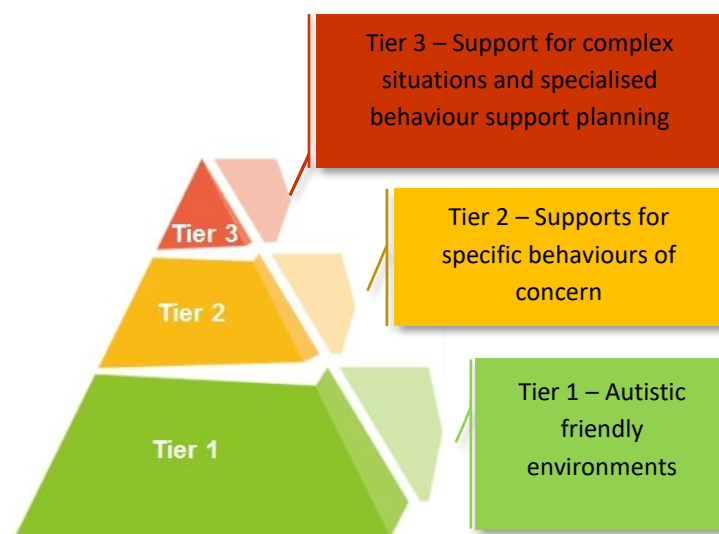 Tier 3 – Support for complex
situations and specialised
behaviour support planning
Tier 3
Tier 2 – Supports for
specific behaviours of
concern
Tier 2
Tier 1 – Autistic
friendly
environments
Tier 1